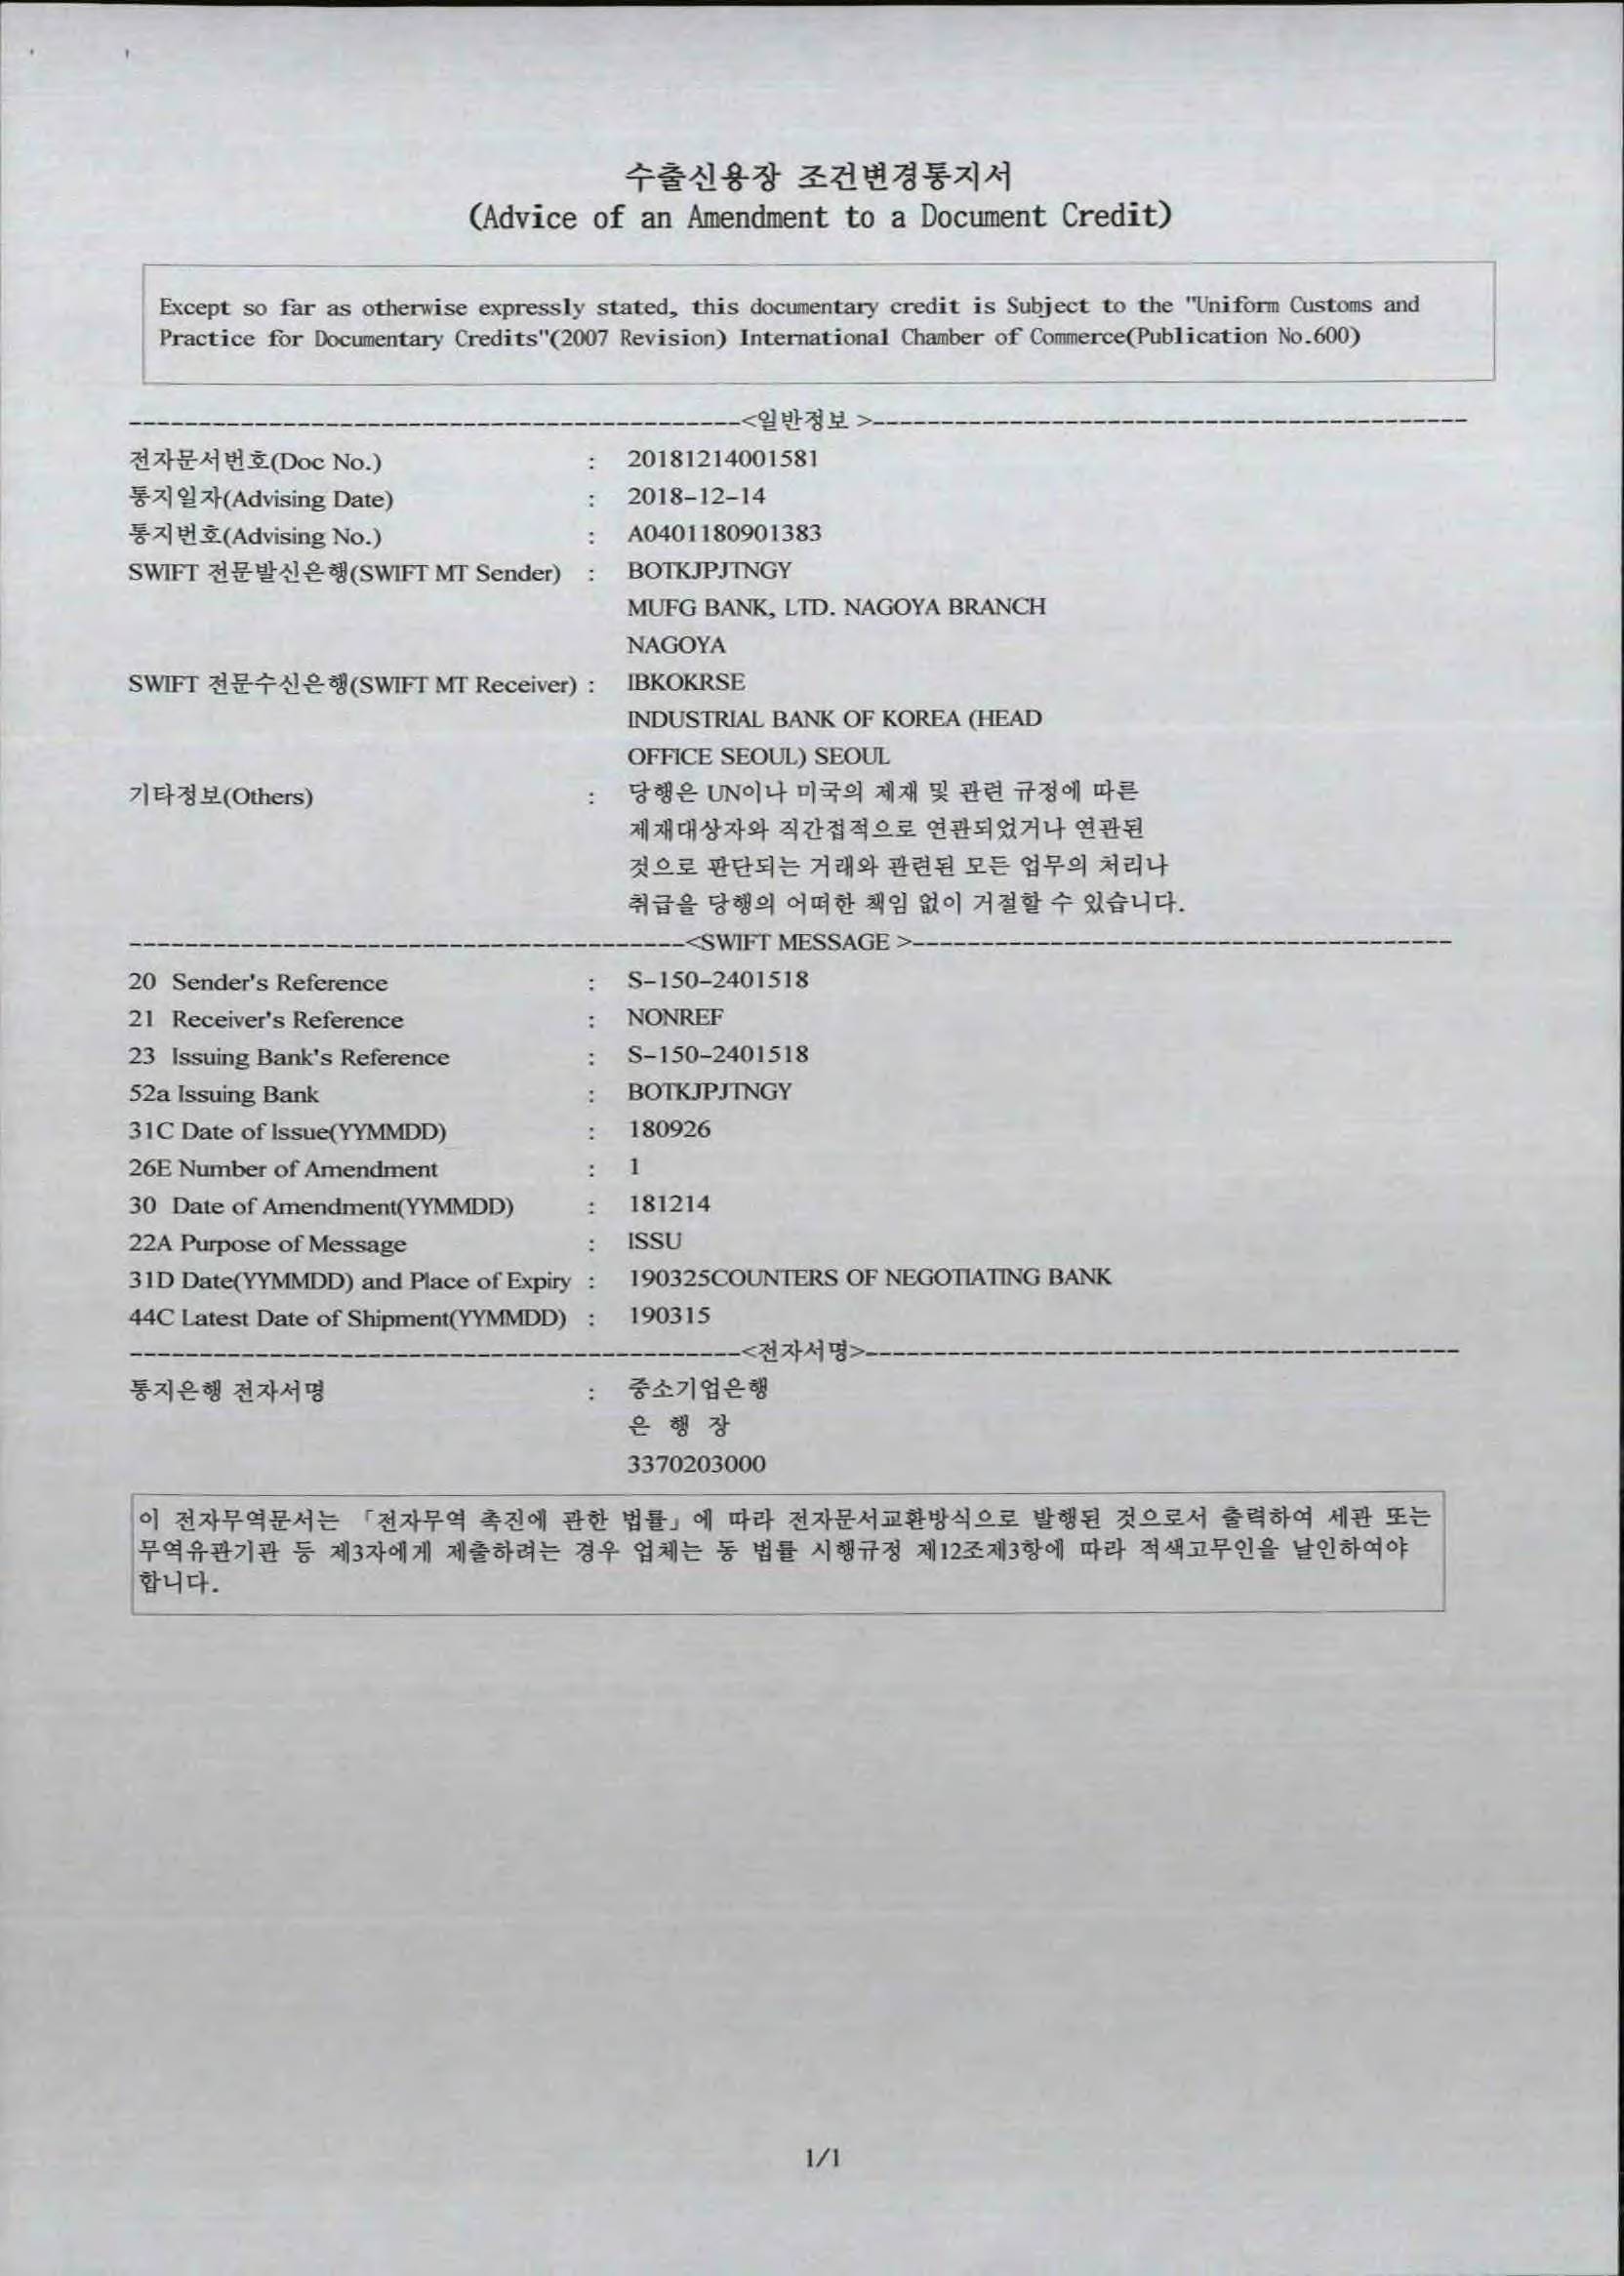 수출신용장 조건변경통지서
(Advice of an Amendment to a Document Credit)
Except so far as otherwise expressly stated, this documentary credit is Subject to the "Uniform Customs and
Practice for Documentary Credits"(2007 Revision) International Chamber of Commerce(Publication No.600)
--------------------------------------------<일반정보 >-------------------------------------------
전자문서번호(Doc No.) : 20181214001581
통지일자(Advising Date) : 2018-12-14
통지번호(Advising No.) : A0401180901383
SWIFT 전문발신은행(SWIFT MT Sender) : BOTKJPJTNGY
MUFG BANK, LTD. NAGOYA BRANCH
NAGOYA
SWIFT 전문수신은행(SWIFT MT Receiver) : IBKOKRSE
INDUSTRIAL BANK OF KOREA (HEAD
OFFICE SEOUL) SEOUL
기타정보(Others) : 당행은 UN이나 미국의 제재 및 관련 규정에 따른
제재대상자와 직간접적으로 연관되었거나 연관된
것으로 판단되는 거래와 관련된 모든 업무의 처리나
취급을 당행의 어떠한 책임 없이 거절할 수 있습니다.
----------------------------------------<SWIFT MESSAGE >---------------------------------------
20 Sender's Reference : S-150-2401518
21 Receiver's Reference : NONREF
23 Issuing Bank's Reference : S-150-2401518
52a Issuing Bank : BOTKJPJTNGY
31C Date of Issue(YYMMDD) : 180926
26E Number of Amendment : 1
30 Date of Amendment(YYMMDD) : 181214
22A Purpose of Message : ISSU
31D Date(YYMMDD) and Place of Expiry : 190325COUNTERS OF NEGOTIATING BANK
44C Latest Date of Shipment(YYMMDD) : 190315
--------------------------------------------<전자서명>-------------------------------------------
통지은행 전자서명 : 중소기업은행
은 행 장
3370203000
이 전자무역문서는 「전자무역 촉진에 관한 법률」에 따라 전자문서교환방식으로 발행된 것으로서 출력하여 세관 또는
무역유관기관 등 제3자에게 제출하려는 경우 업체는 동 법률 시행규정 제12조제3항에 따라 적색고무인을 날인하여야
합니다.
1/1